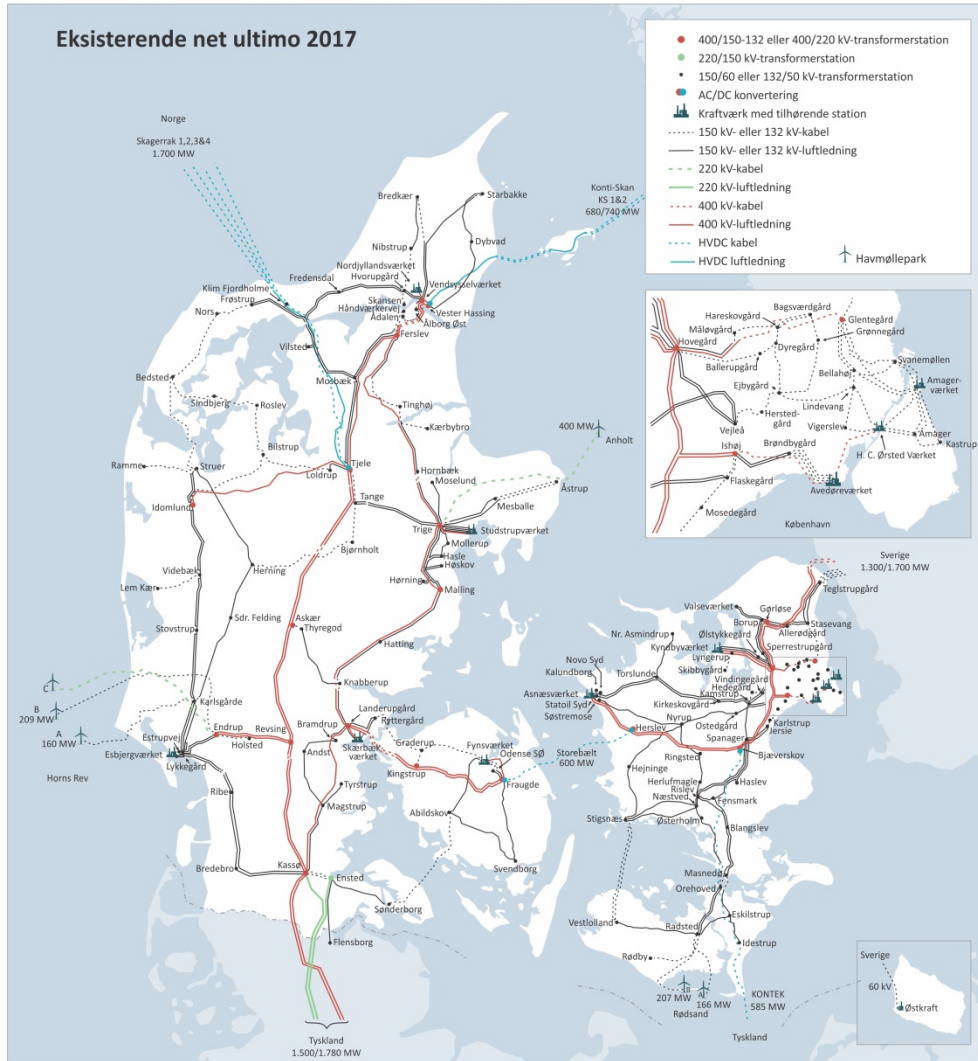 Eksisterende net ultimo 2017
400/150-132 eller 400/220 kV-transformerstation
220/150 kV-transformerstation
150/60 eller 132/50 kV-transformerstation
AC/DC konvertering
Kraftværk med tilhørende station
150 kV- eller 132 kV-kabel
150 kV- eller 132 kV-luftledning
220 kV-kabel
220 kV-luftledning
400 kV-kabel
400 kV-luftledning
HVDC kabel
HVDC luftledning
Havmøllepark
Norge
Skagerrak 1,2,3&4
1.700 MW
Konti-Skan
KS 1&2
680/740 MW
Bredkær
Starbakke
Nibstrup
Dybvad
Nordjyllandsværket
Hvorupgård
Vendsysselværket
Fredensdal
Klim Fjordholme
Frøstrup
Skansen
Håndværkervej
Ådalen
Vester Hassing
Ålborg Øst
Ferslev
Nors
Vilsted
Mosbæk
Bedsted
Sindbjerg
Roslev
Tinghøj
Kærbybro
400 MW
Anholt
Bilstrup
Ramme
Struer
Loldrup
Tjele
Hornbæk
Moselund
Åstrup
Idomlund
Tange
Mesballe
Trige
Studstrupværket
Bjørnholt
Mollerup
Hasle
Høskov
Videbæk
Herning
Hørning
Malling
Lem Kær
Stovstrup
Sdr. Felding
Askær
Thyregod
Hatting
Knabberup
C
B
209 MW
A
160 MW
Horns Rev
Karlsgårde
Estrupvej
Endrup
Holsted
Revsing
Esbjergværket
Lykkegård
Bramdrup
Landerupgård
Ryttergård
Andst
Skærbæk
værket
Graderup
Fynsværket
Odense SØ
Kingstrup
Fraugde
Storebælt
600 MW
Ribe
Tyrstrup
Magstrup
Abildskov
Svendborg
Bredebro
Kassø
Ensted
Sønderborg
Flensborg
Tyskland
1.500/1.780 MW
Bagsværdgård
Hareskovgård
Glentegård
Måløvgård
Hovegård
Grønnegård
Dyregård
Ballerupgård
Svanemøllen
Bellahøj
Ejbygård
Amager-
værket
Lindevang
Hersted-
gård
Vejleå
Vigerslev
Ishøj
Brøndbygård
Amager
Kastrup
H. C. Ørsted Værket
Flaskegård
Avedøreværket
Mosedegård
København
Sverige
1.300/1.700 MW
Teglstrupgård
Valseværket
Gørløse
Borup
Stasevang
Ølstykkegård
Allerødgård
Nr. Asmindrup
Kyndbyværket
Sperrestrupgård
Lyngerup
Novo Syd
Kalundborg
Skibbygård
Torslunde
Vindingegård
Hedegård
Asnæsværket
Kamstrup
Statoil Syd
Søstremose
Kirkeskovgård
Nyrup
Ostedgård
Karlstrup
Jersie
Herslev
Spanager
Ringsted
Bjæverskov
Hejninge
Herlufmagle
Haslev
Rislev
Næstved
Fensmark
Stigsnæs
Østerholm
Blangslev
Masnedø
Orehoved
Vestlolland
Eskilstrup
Radsted
Idestrup
Rødby
B
207 MW
A
166 MW
Rødsand
KONTEK
585 MW
Tyskland
Sverige
60 kV
Østkraft